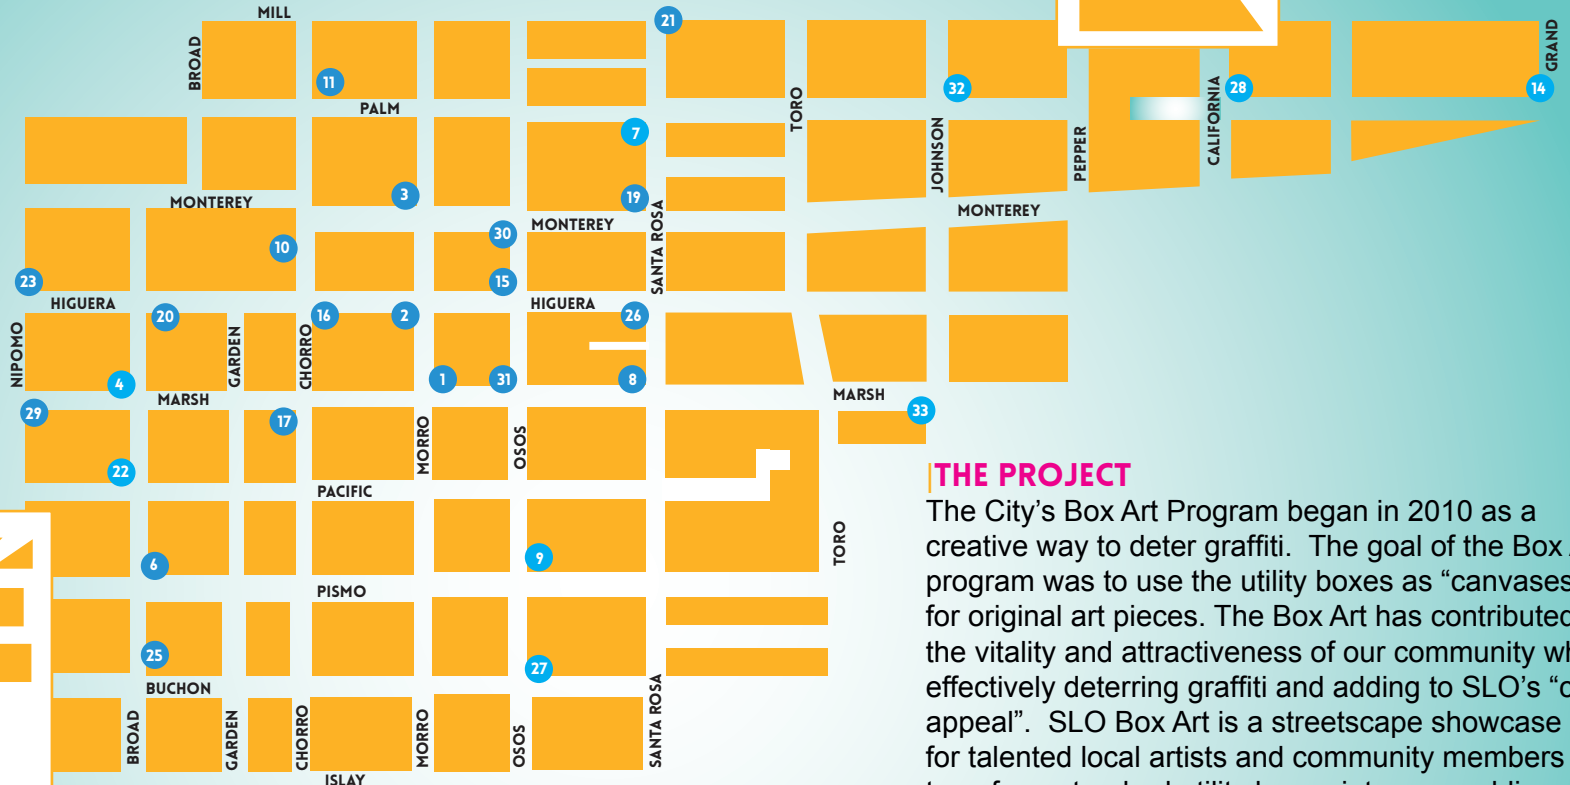 MILL
21
BROAD
GRAND
11
32
28
14
PALM
TORO
7
JOHNSON
PEPPER
CALIFORNIA
3
19
MONTEREY
MONTEREY
MONTEREY
30
10
SANTA ROSA
23
15
HIGUERA
HIGUERA
20
16
2
26
NIPOMO
GARDEN
CHORRO
4
1
31
8
MARSH
MARSH
29
17
33
MORRO
OSOS
22
PACIFIC
TORO
6
9
PISMO
25
27
BUCHON
BROAD
GARDEN
CHORRO
MORRO
OSOS
SANTA ROSA
ISLAY
THE PROJECT
The City’s Box Art Program began in 2010 as a
creative way to deter graffiti. The goal of the Box
program was to use the utility boxes as “canvases
for original art pieces. The Box Art has contributed
the vitality and attractiveness of our community
effectively deterring graffiti and adding to SLO’s
appeal”. SLO Box Art is a streetscape showcase
for talented local artists and community members